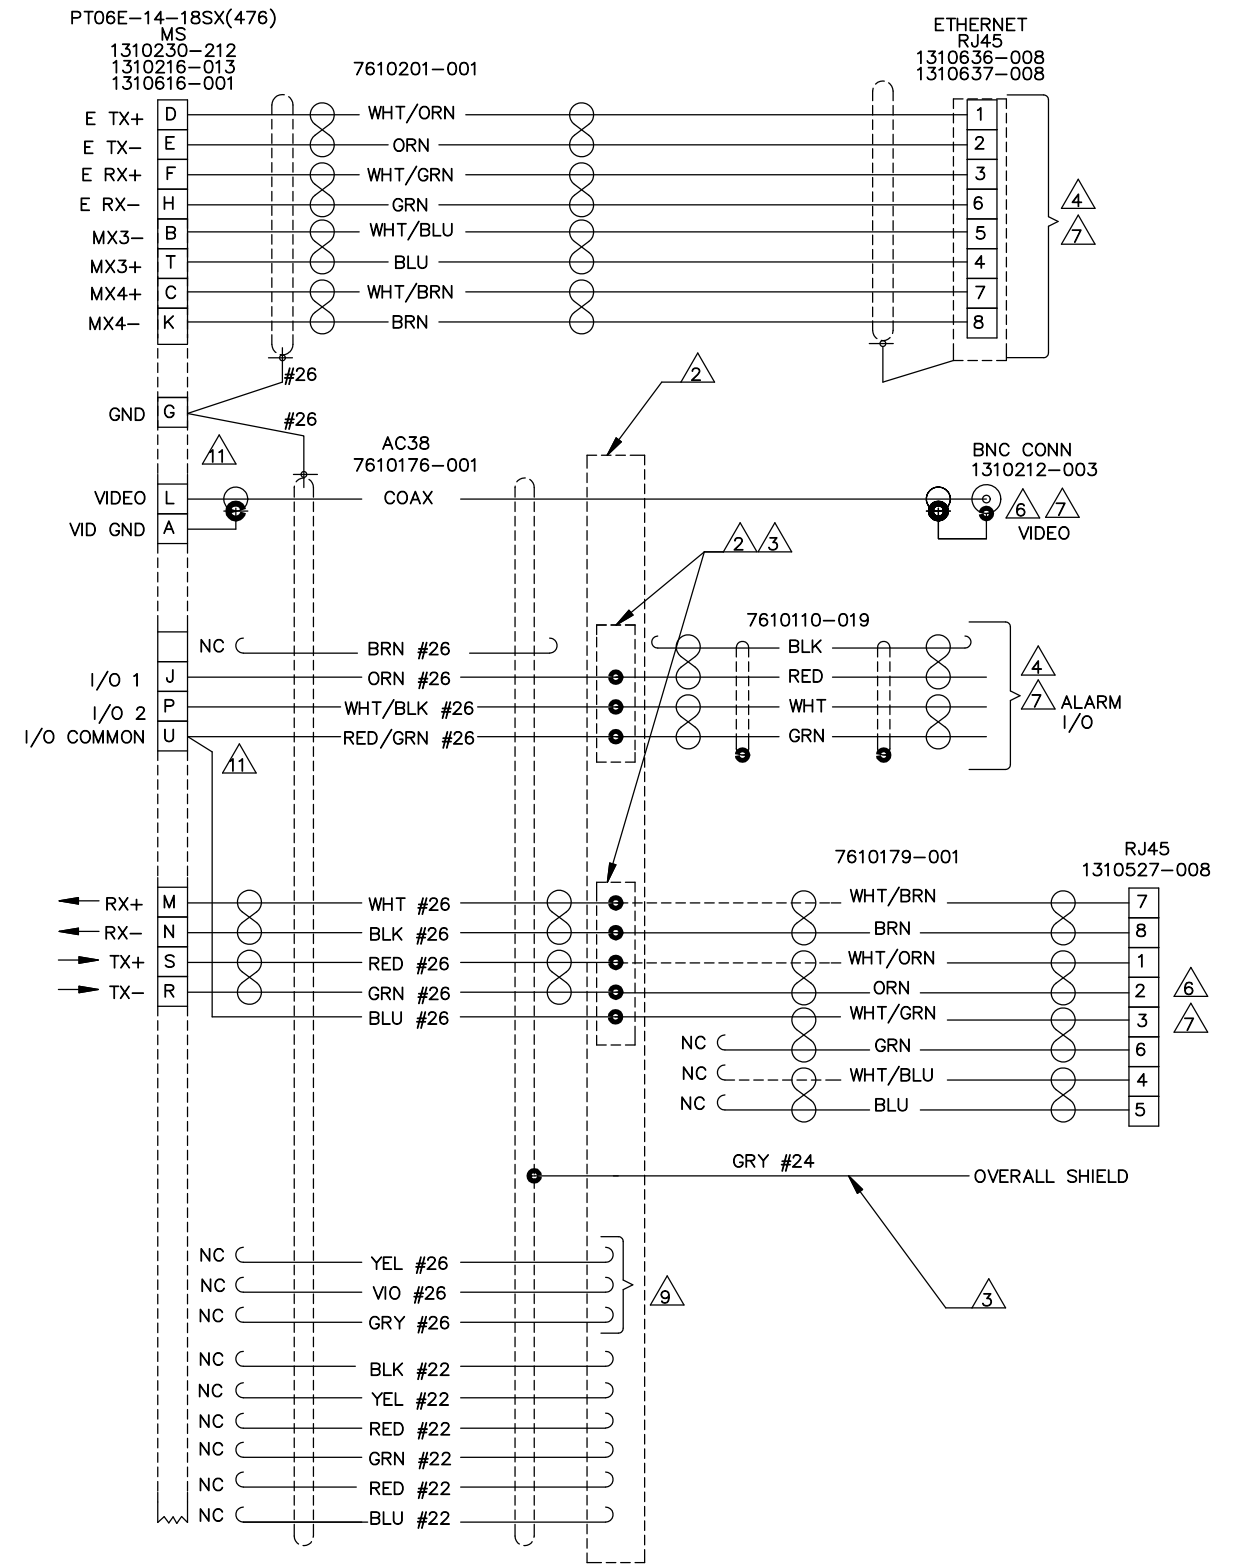 PT06E-14-18SX(476)
MS
1310230-212
1310216-013
1310616-001
7610201-001
ETHERNET
RJ45
1310636-008
1310637-008
E TX+ D WHT/ORN 1
E TX- E ORN 2
E RX+ F WHT/GRN 3
E RX- H GRN 6
MX3- B WHT/BLU 5
MX3+ T BLU 4
MX4+ C WHT/BRN 7
MX4- K BRN 8
4
7
#26
2
GND G #26
11
AC38
7610176-001
BNC CONN
1310212-003
VIDEO L COAX
6 7
VID GND A
VIDEO
2 3
7610110-019
NC BRN #26 BLK
I/O 1 J ORN #26 RED
4
I/O 2 P WHT/BLK #26 WHT
7 ALARM
I/O
I/O COMMON U RED/GRN #26 GRN
11
7610179-001
RJ45
1310527-008
RX+ M WHT #26 WHT/BRN 7
RX- N BLK #26 BRN 8
TX+ S RED #26 WHT/ORN 1
TX- R GRN #26 ORN 2
6
BLU #26 WHT/GRN 3
7
NC GRN 6
NC WHT/BLU 4
NC BLU 5
GRY #24
OVERALL SHIELD
NC YEL #26
NC VIO #26
9
3
NC GRY #26
NC BLK #22
NC YEL #22
NC RED #22
NC GRN #22
NC RED #22
NC BLU #22